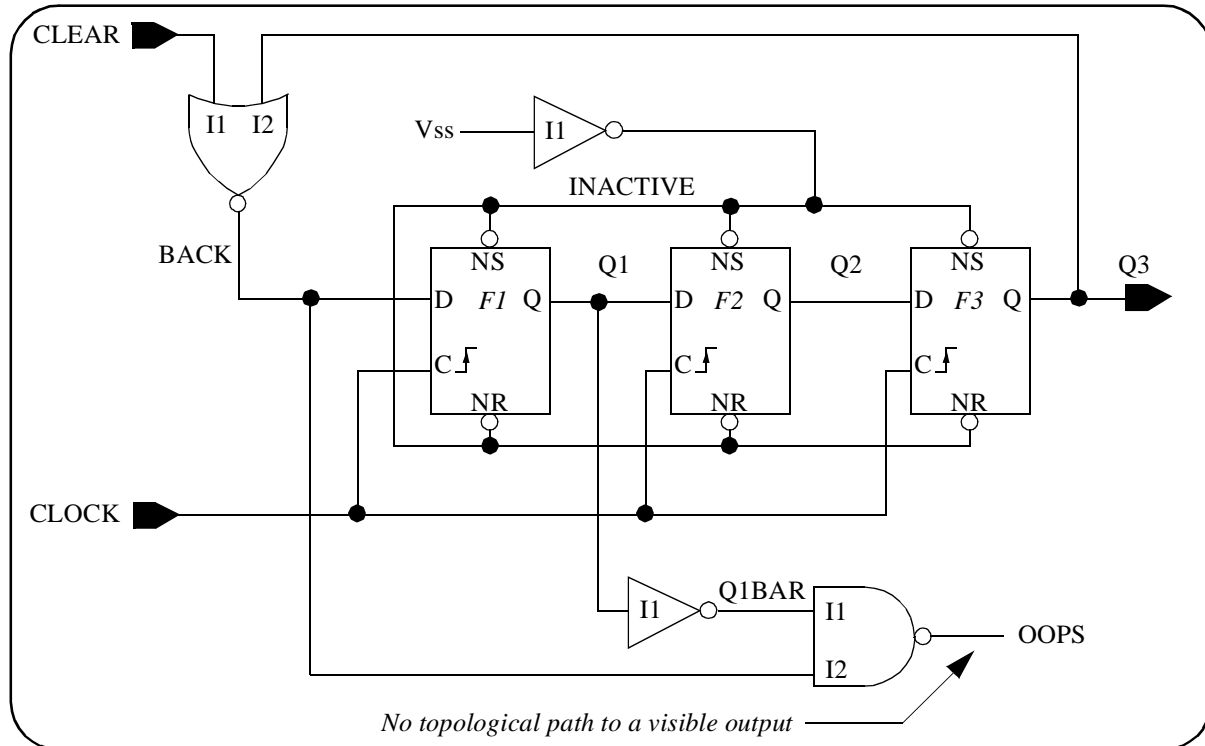 CLEAR
I1 I2
Vss
I1
INACTIVE
BACK
NS
NS
NS
Q1
Q2
Q3
D F1 Q
D F2 Q
D F3 Q
C
C
C
NR
NR
NR
CLOCK
I1
Q1BAR
I1
I2
OOPS
No topological path to a visible output